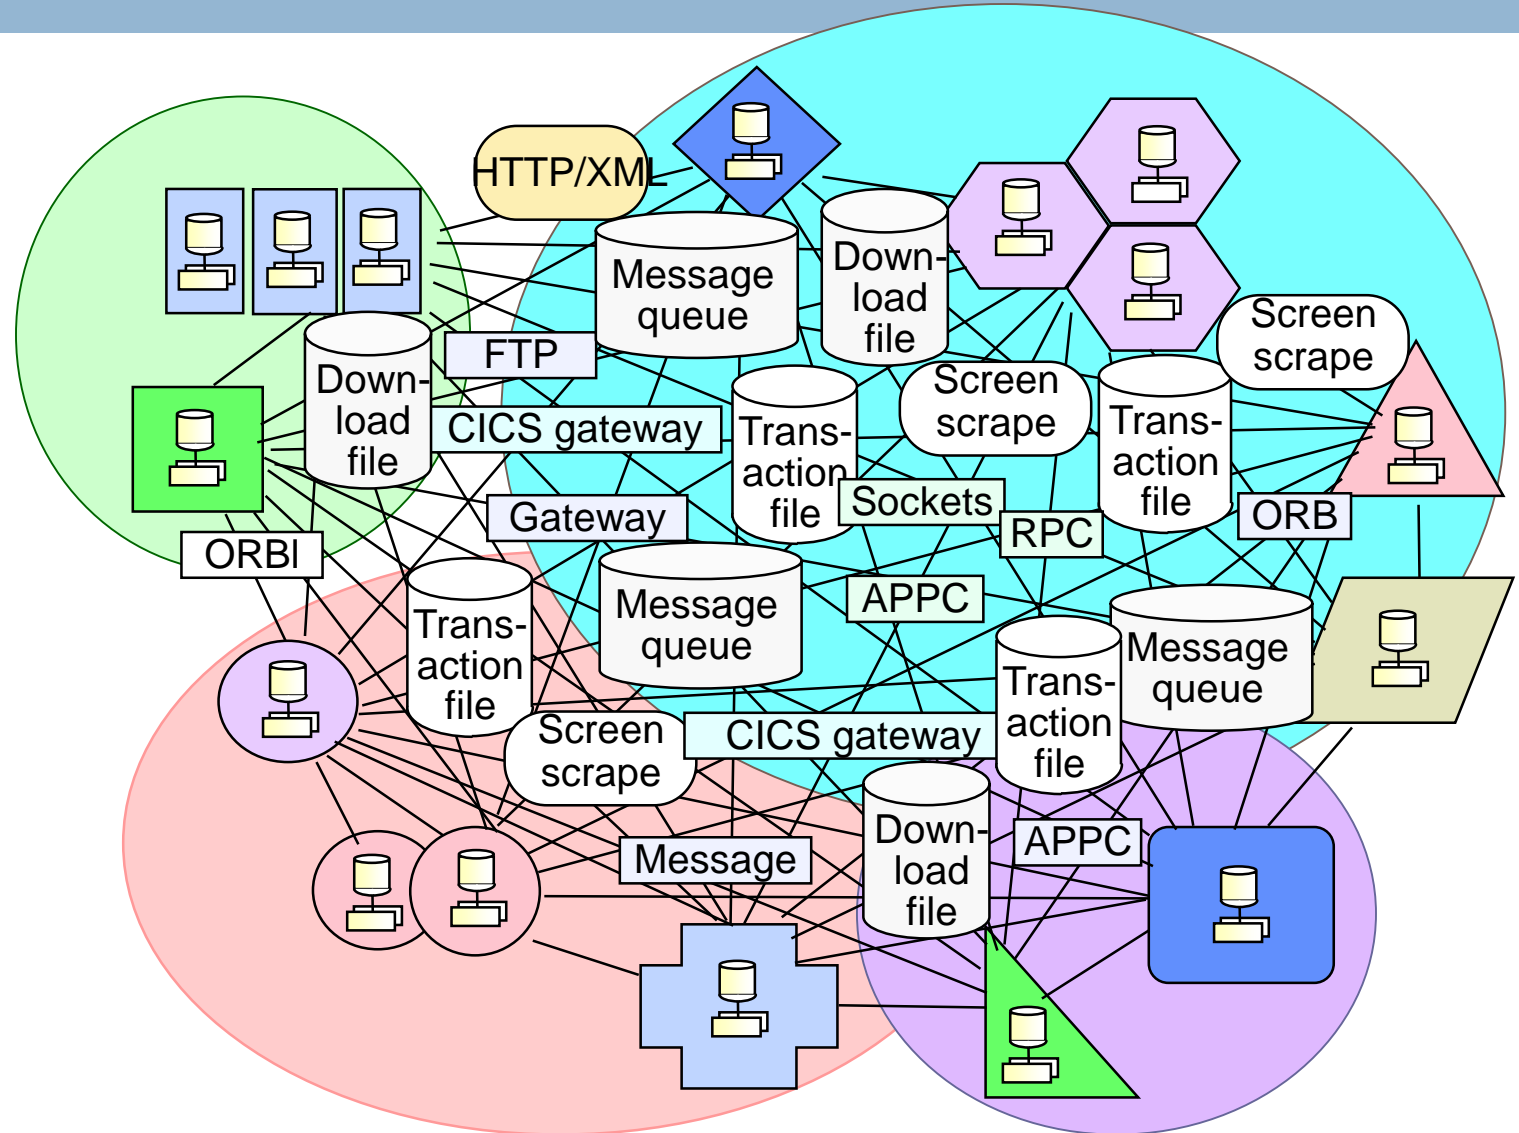 HTTP/XML
Message
queue
Down-
load
file
Screen
scrape
FTP
Down-
load
file
Screen
scrape
CICS gateway
Trans-
action
file
Trans-
action
file
Sockets
Gateway
RPC
ORB
ORBI
APPC
Message
queue
Trans-
action
file
Message
queue
Trans-
action
file
Screen
scrape
CICS gateway
Down-
load
file
APPC
Message